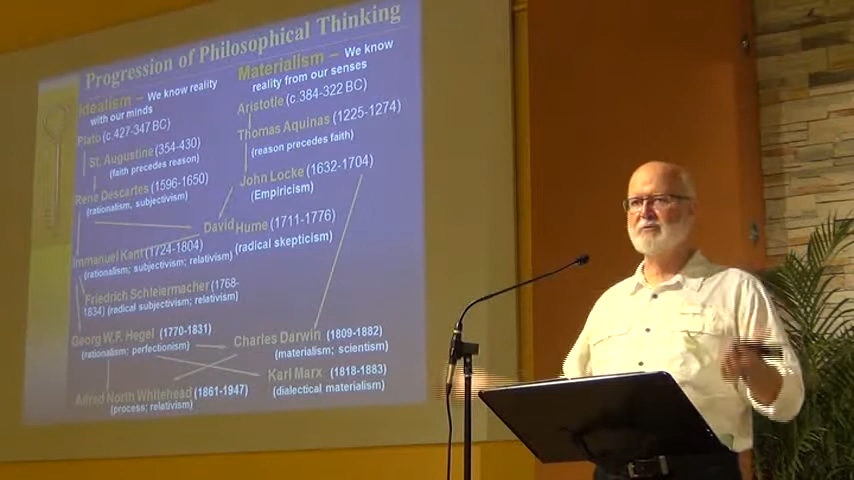 Progression of Philosophical Thinking
Idealism – We know reality
with our minds
Plato (c.427-347 BC)
St. Augustine (354-430)
(faith precedes reason)
Rene Descartes (1596-1650)
(rationalism, subjectivism)
Immanuel Kant (1724-1804)
(rationalism; subjectivism; relativism)
Friedrich Schleiermacher (1768-
1834) (radical subjectivism; relativism)
Georg W.F. Hegel (1770-1831)
(rationalism; perfectionism)
Alfred North Whitehead (1861-1947)
(process; relativism)
Materialism – We know
reality from our senses
Aristotle (c.384-322 BC)
Thomas Aquinas (1225-1274)
(reason precedes faith)
John Locke (1632-1704)
(Empiricism)
David Hume (1711-1776)
(radical skepticism)
Charles Darwin (1809-1882)
(materialism; scientism)
Karl Marx (1818-1883)
(dialectical materialism)